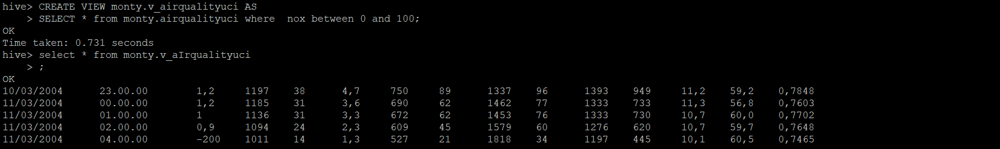 hive> CREATE VIEW monty.v_airqualityuci AS
    > SELECT * from monty.airqualityuci where  nox between 0 and 100;
OK
Time taken: 0.731 seconds
hive> select * from monty.v_aIrqualityuci
    > ;
OK
10/03/2004      23.00.00        1,2     1197    38      4,7     750     89      1337    96      1393    949     11,2    59,2    0,7848
11/03/2004      00.00.00        1,2     1185    31      3,6     690     62      1462    77      1333    733     11,3    56,8    0,7603
11/03/2004      01.00.00        1       1136    31      3,3     672     62      1453    76      1333    730     10,7    60,0    0,7702
11/03/2004      02.00.00        0,9     1094    24      2,3     609     45      1579    60      1276    620     10,7    59,7    0,7648
11/03/2004      04.00.00        -200    1011    14      1,3     527     21      1818    34      1197    445     10,1    60,5    0,7465